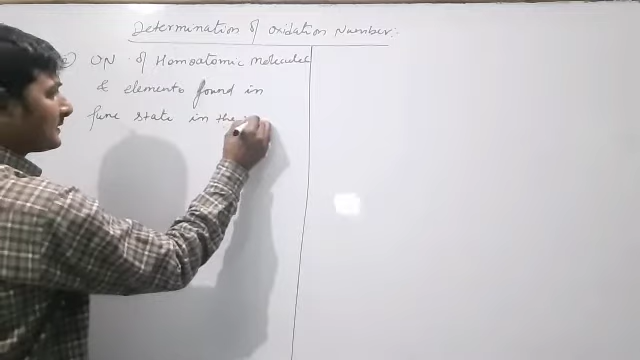 Determination of Oxidation Number:-
ON of Homoatomic molecules
& elements found in
pure state in the